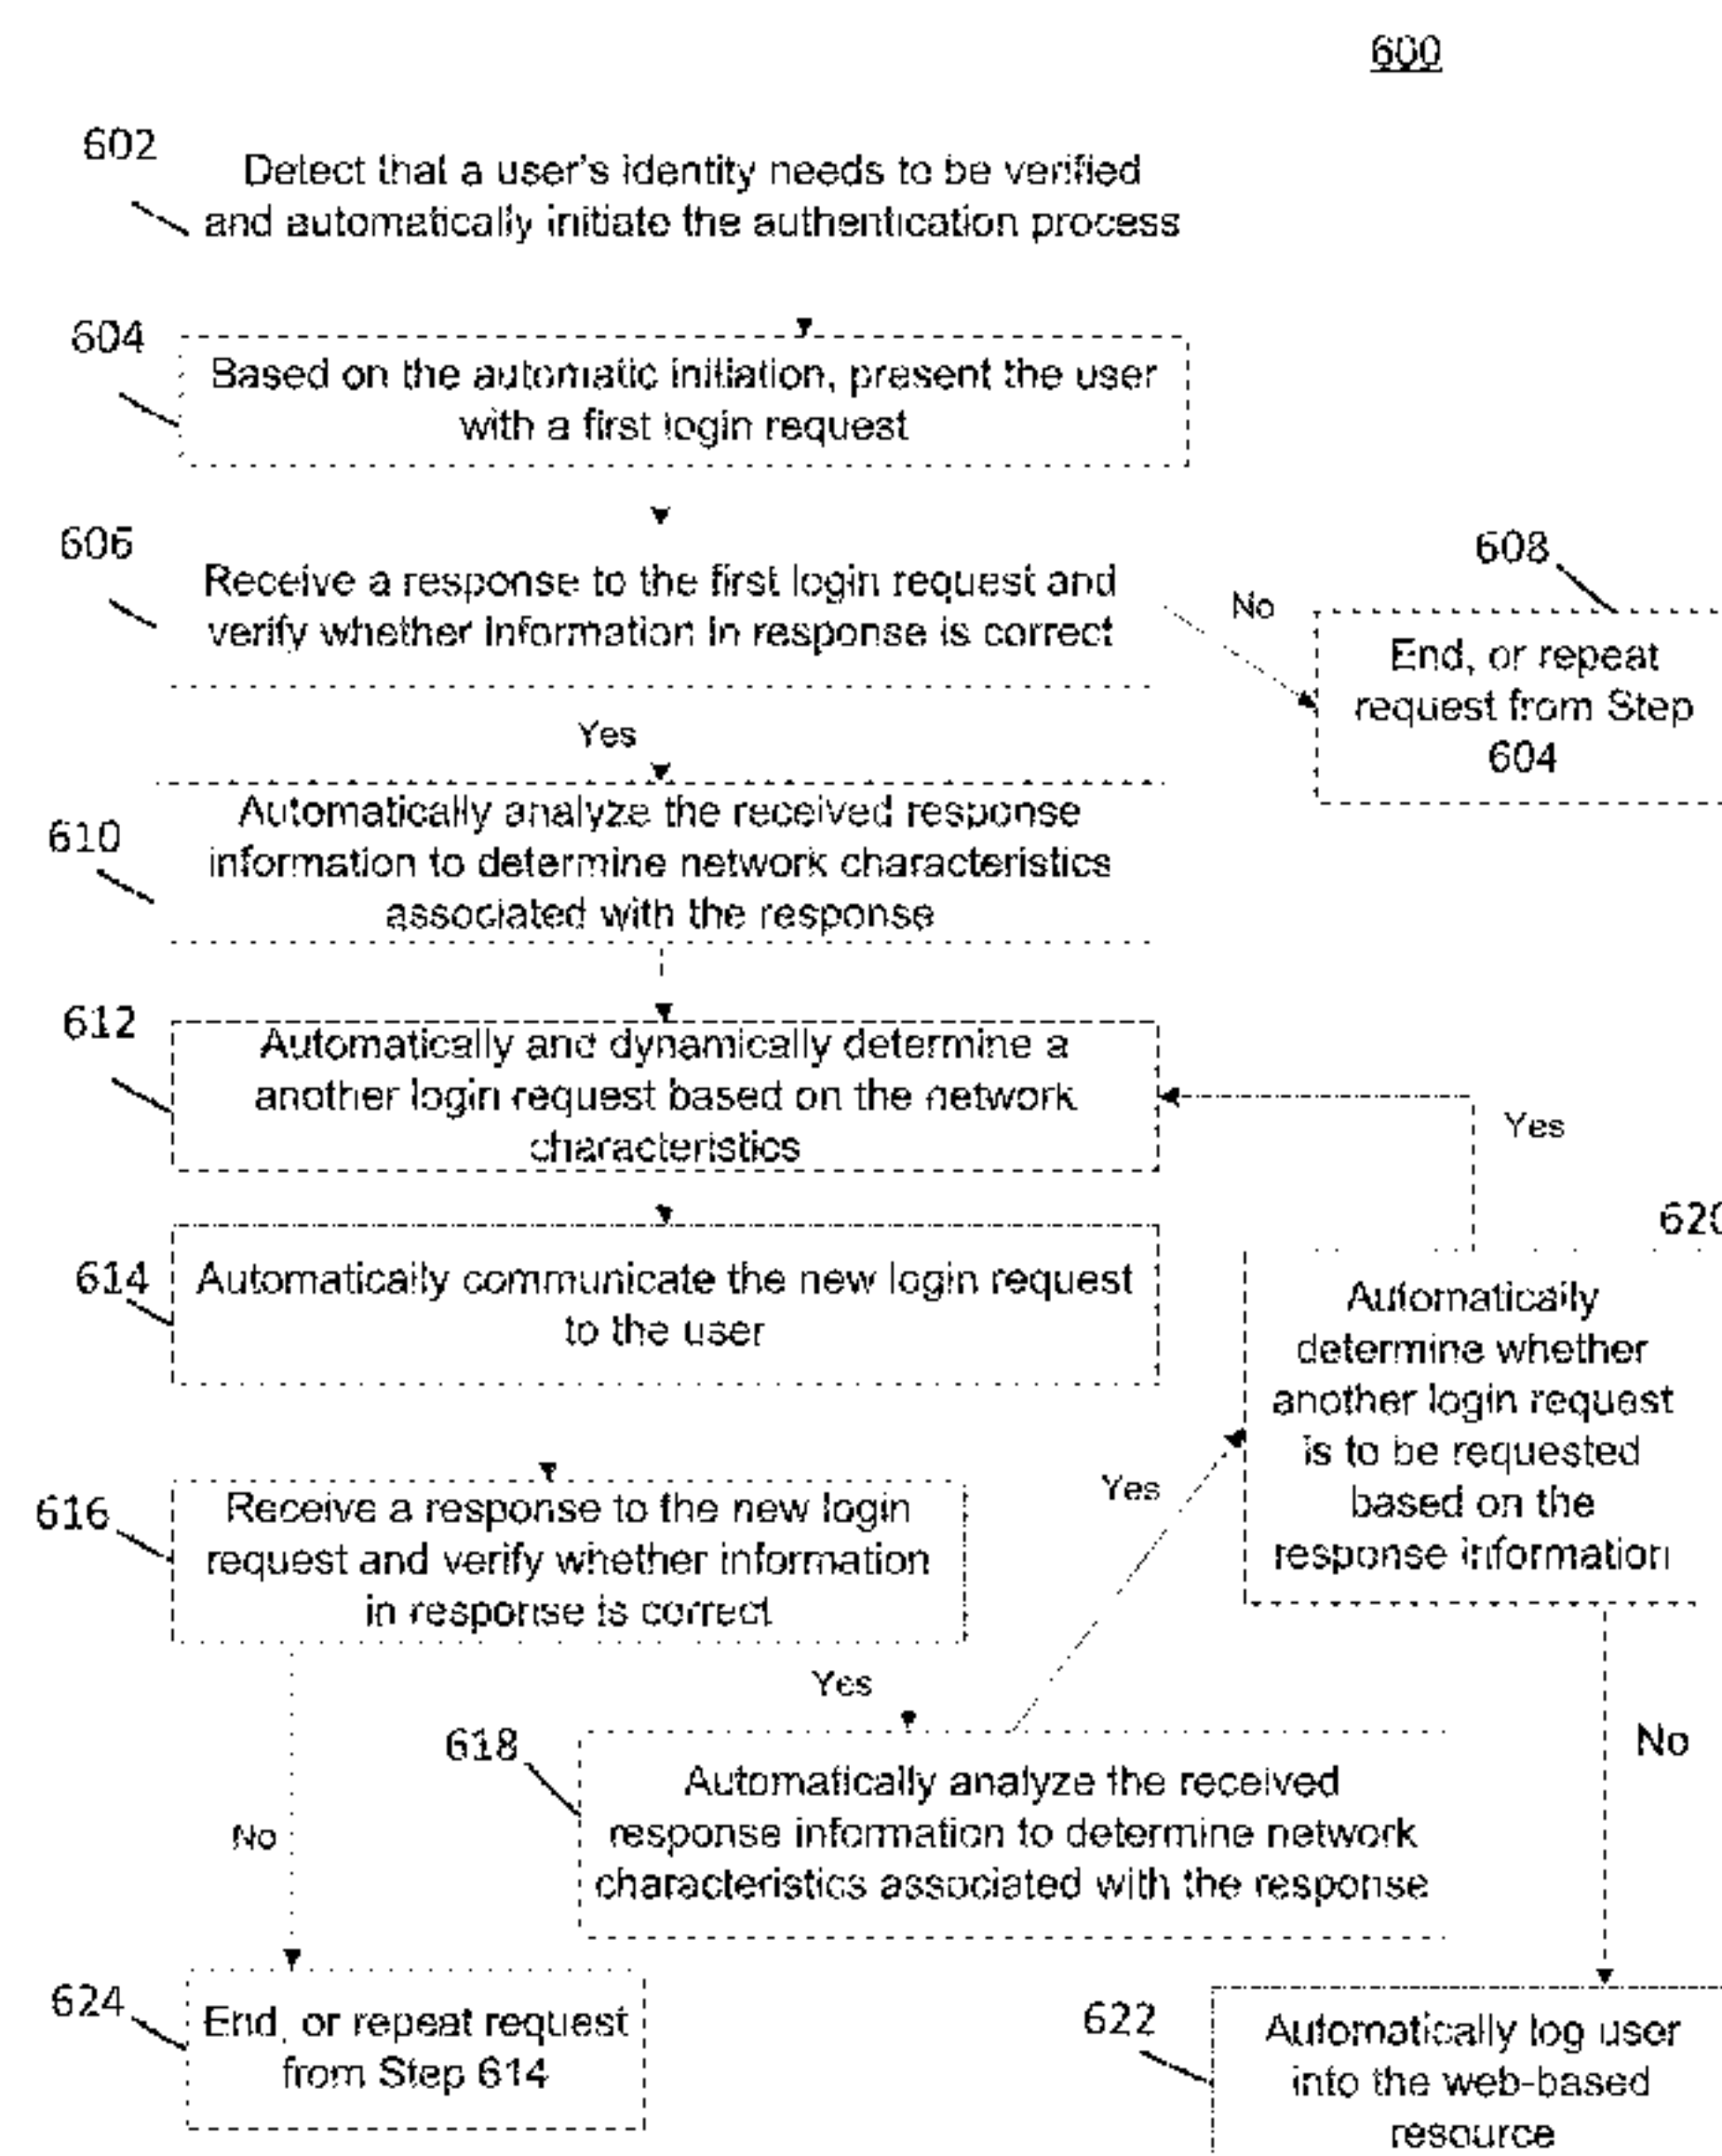 600
602
Detect that a user's identity needs to be verified
and automatically initiate the authentication process
604
Based on the automatic initiation, present the user
with a first login request
606
Receive a response to the first login request and
verify whether information in response is correct
No
608
End, or repeat
request from Step
604
Yes
610
Automatically analyze the received response
information to determine network characteristics
associated with the response
612
Automatically and dynamically determine a
another login request based on the network
characteristics
Yes
614
Automatically communicate the new login request
to the user
620
Automatically
determine whether
another login request
is to be requested
based on the
response information
616
Receive a response to the new login
request and verify whether information
in response is correct
Yes
Yes
618
Automatically analyze the received
response information to determine network
characteristics associated with the response
No
No
624
End, or repeat request
from Step 614
622
Automatically log user
into the web-based
resource